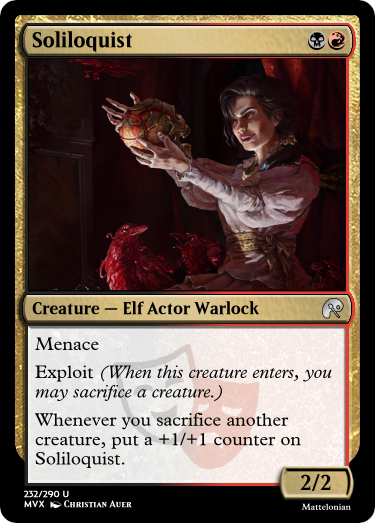 Soliloquist
Creature — Elf Actor Warlock
Menace
Exploit (When this creature enters, you
may sacrifice a creature.)
Whenever you sacrifice another
creature, put a +1/+1 counter on
Soliloquist.
2/2
232/290 U
MVX Christian Auer
Mattelonian